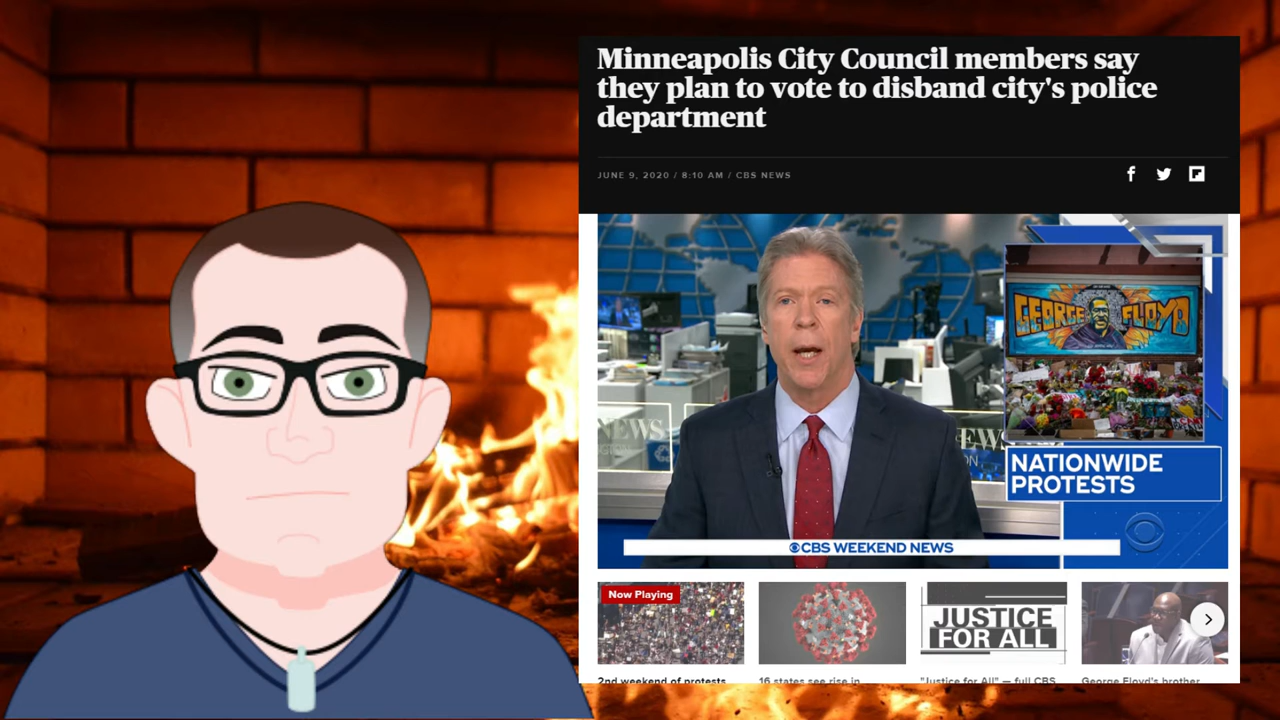 Minneapolis City Council members say
they plan to vote to disband city's police
department
JUNE 9, 2020 / 8:10 AM / CBS NEWS
GEORGE FLOYD
NEWS
NATIONWIDE
PROTESTS
CBS WEEKEND NEWS
Now Playing
JUSTICE
FOR ALL
2nd weekend of protests
16 states see rise in
"Justice for All" — full CBS
George Floyd's brother